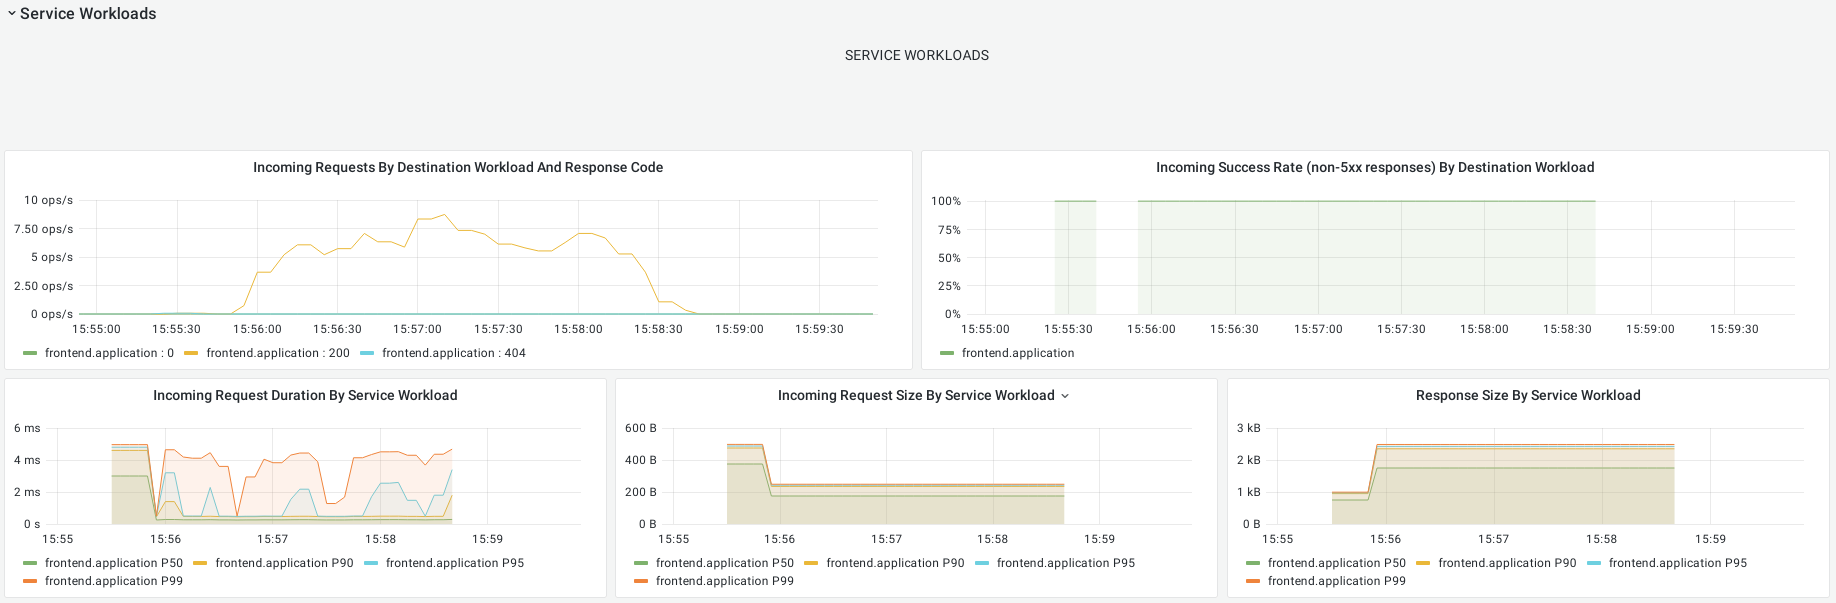 Service Workloads
SERVICE WORKLOADS
Incoming Requests By Destination Workload And Response Code
10 ops/s
7.50 ops/s
5 ops/s
2.50 ops/s
0 ops/s
15:55:00 15:55:30 15:56:00 15:56:30 15:57:00 15:57:30 15:58:00 15:58:30 15:59:00 15:59:30
frontend.application : 0 frontend.application : 200 frontend.application : 404
Incoming Success Rate (non-5xx responses) By Destination Workload
100%
75%
50%
25%
0%
15:55:00 15:55:30 15:56:00 15:56:30 15:57:00 15:57:30 15:58:00 15:58:30 15:59:00 15:59:30
frontend.application
Incoming Request Duration By Service Workload
6 ms
4 ms
2 ms
0 s
15:55 15:56 15:57 15:58 15:59
frontend.application P50 frontend.application P90 frontend.application P95
frontend.application P99
Incoming Request Size By Service Workload
600 B
400 B
200 B
0 B
15:55 15:56 15:57 15:58 15:59
frontend.application P50 frontend.application P90 frontend.application P95
frontend.application P99
Response Size By Service Workload
3 kB
2 kB
1 kB
0 B
15:55 15:56 15:57 15:58 15:59
frontend.application P50 frontend.application P90 frontend.application P95
frontend.application P99